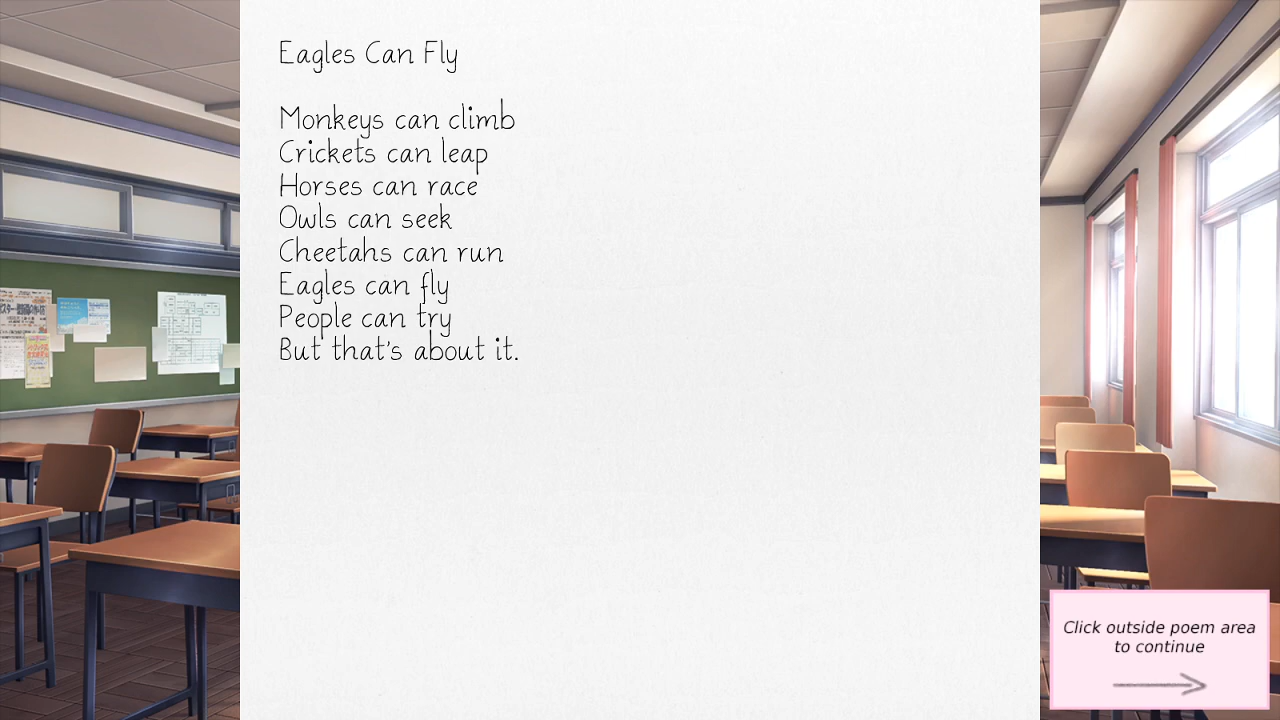 Eagles Can Fly
Monkeys can climb
Crickets can leap
Horses can race
Owls can seek
Cheetahs can run
Eagles can fly
People can try
But that's about it.
Click outside poem area
to continue